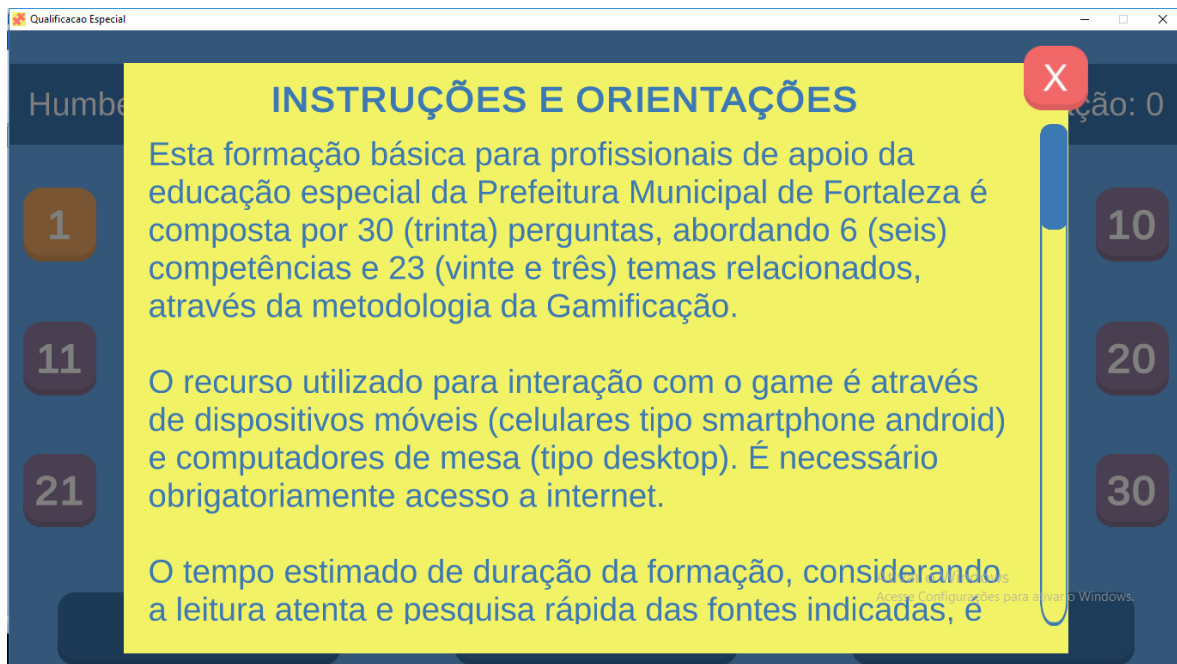 Qualificacao Especial
Humbe
ção: 0
X
INSTRUÇÕES E ORIENTAÇÕES
Esta formação básica para profissionais de apoio da
educação especial da Prefeitura Municipal de Fortaleza é
composta por 30 (trinta) perguntas, abordando 6 (seis)
competências e 23 (vinte e três) temas relacionados,
através da metodologia da Gamificação.
O recurso utilizado para interação com o game é através
de dispositivos móveis (celulares tipo smartphone android)
e computadores de mesa (tipo desktop). É necessário
obrigatoriamente acesso a internet.
O tempo estimado de duração da formação, considerando
a leitura atenta e pesquisa rápida das fontes indicadas, é
1
10
11
20
21
30
Windows
Acesse Configurações para ativar o Windows.